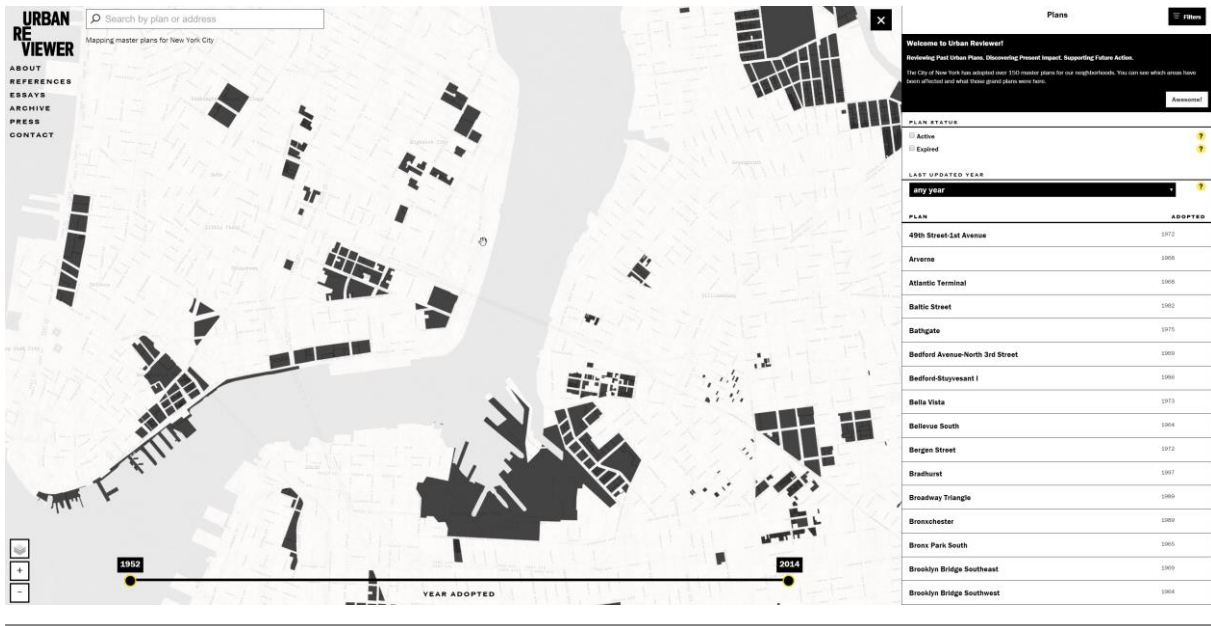 URBAN
RE
VIEWER
Search by plan or address
Mapping master plans for New York City
ABOUT
REFERENCES
ESSAYS
ARCHIVE
PRESS
CONTACT
1952
2014
YEAR ADOPTED
+
-
Plans
Filters
Welcome to Urban Reviewer!
Reviewing Past Urban Plans. Discovering Present Impact. Supporting Future Action.
The City of New York has adopted over 150 master plans for our neighborhoods. You can see which areas have
been affected and what those grand plans were here.
Awesome!
PLAN STATUS
Active ?
Expired ?
LAST UPDATED YEAR
any year ?
PLAN ADOPTED
49th Street-1st Avenue 1972
Arverne
Atlantic Terminal
Baltic Street
Bathgate
Bedford Avenue-North 3rd Street
Bedford-Stuyvesant I
Bella Vista 1973
Bellevue South
Bergen Street 1972
Bradhurst 1997
Broadway Triangle
Bronxchester
Bronx Park South
Brooklyn Bridge Southeast
Brooklyn Bridge Southwest